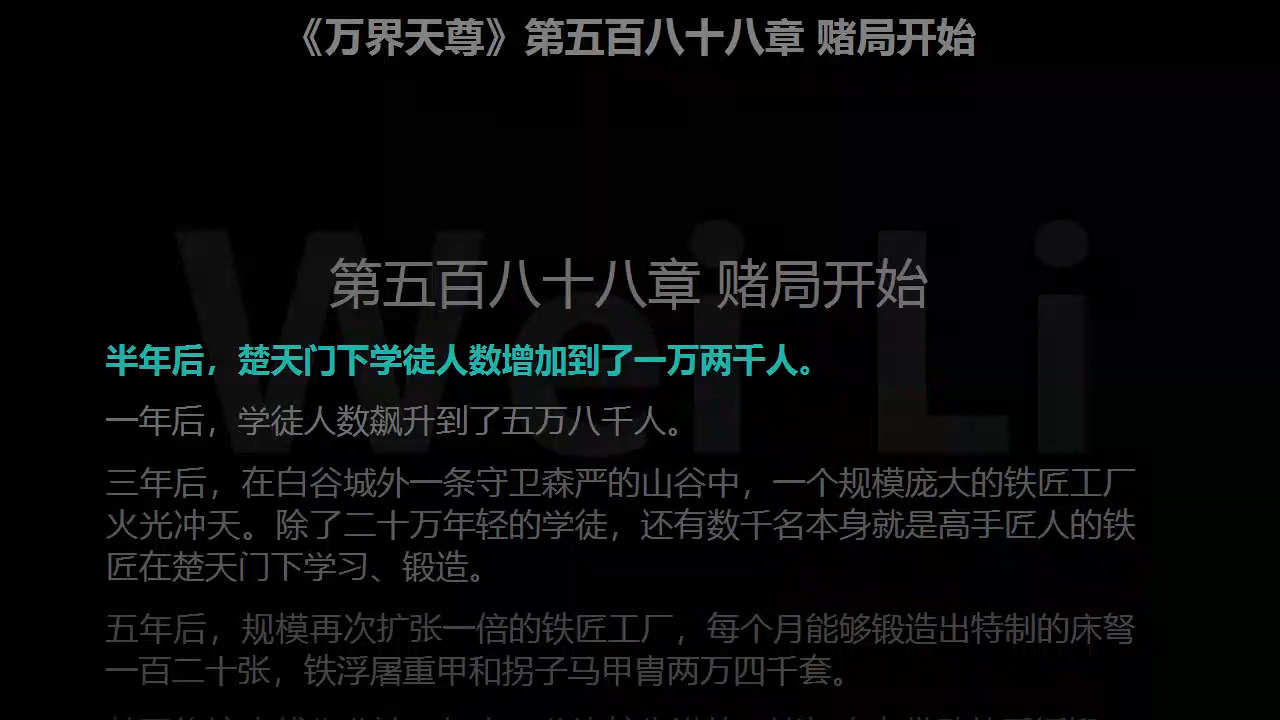 《万界天尊》第五百八十八章 赌局开始
Wei Li
第五百八十八章 赌局开始
半年后，楚天门下学徒人数增加到了一万两千人。
一年后，学徒人数飙升到了五万八千人。
三年后，在白谷城外一条守卫森严的山谷中，一个规模庞大的铁匠工厂
火光冲天。除了二十万年轻的学徒，还有数千名本身就是高手匠人的铁
匠在楚天门下学习、锻造。
五年后，规模再次扩张一倍的铁匠工厂，每个月能够锻造出特制的床弩
一百二十张，铁浮屠重甲和拐子马甲胄两万四千套。